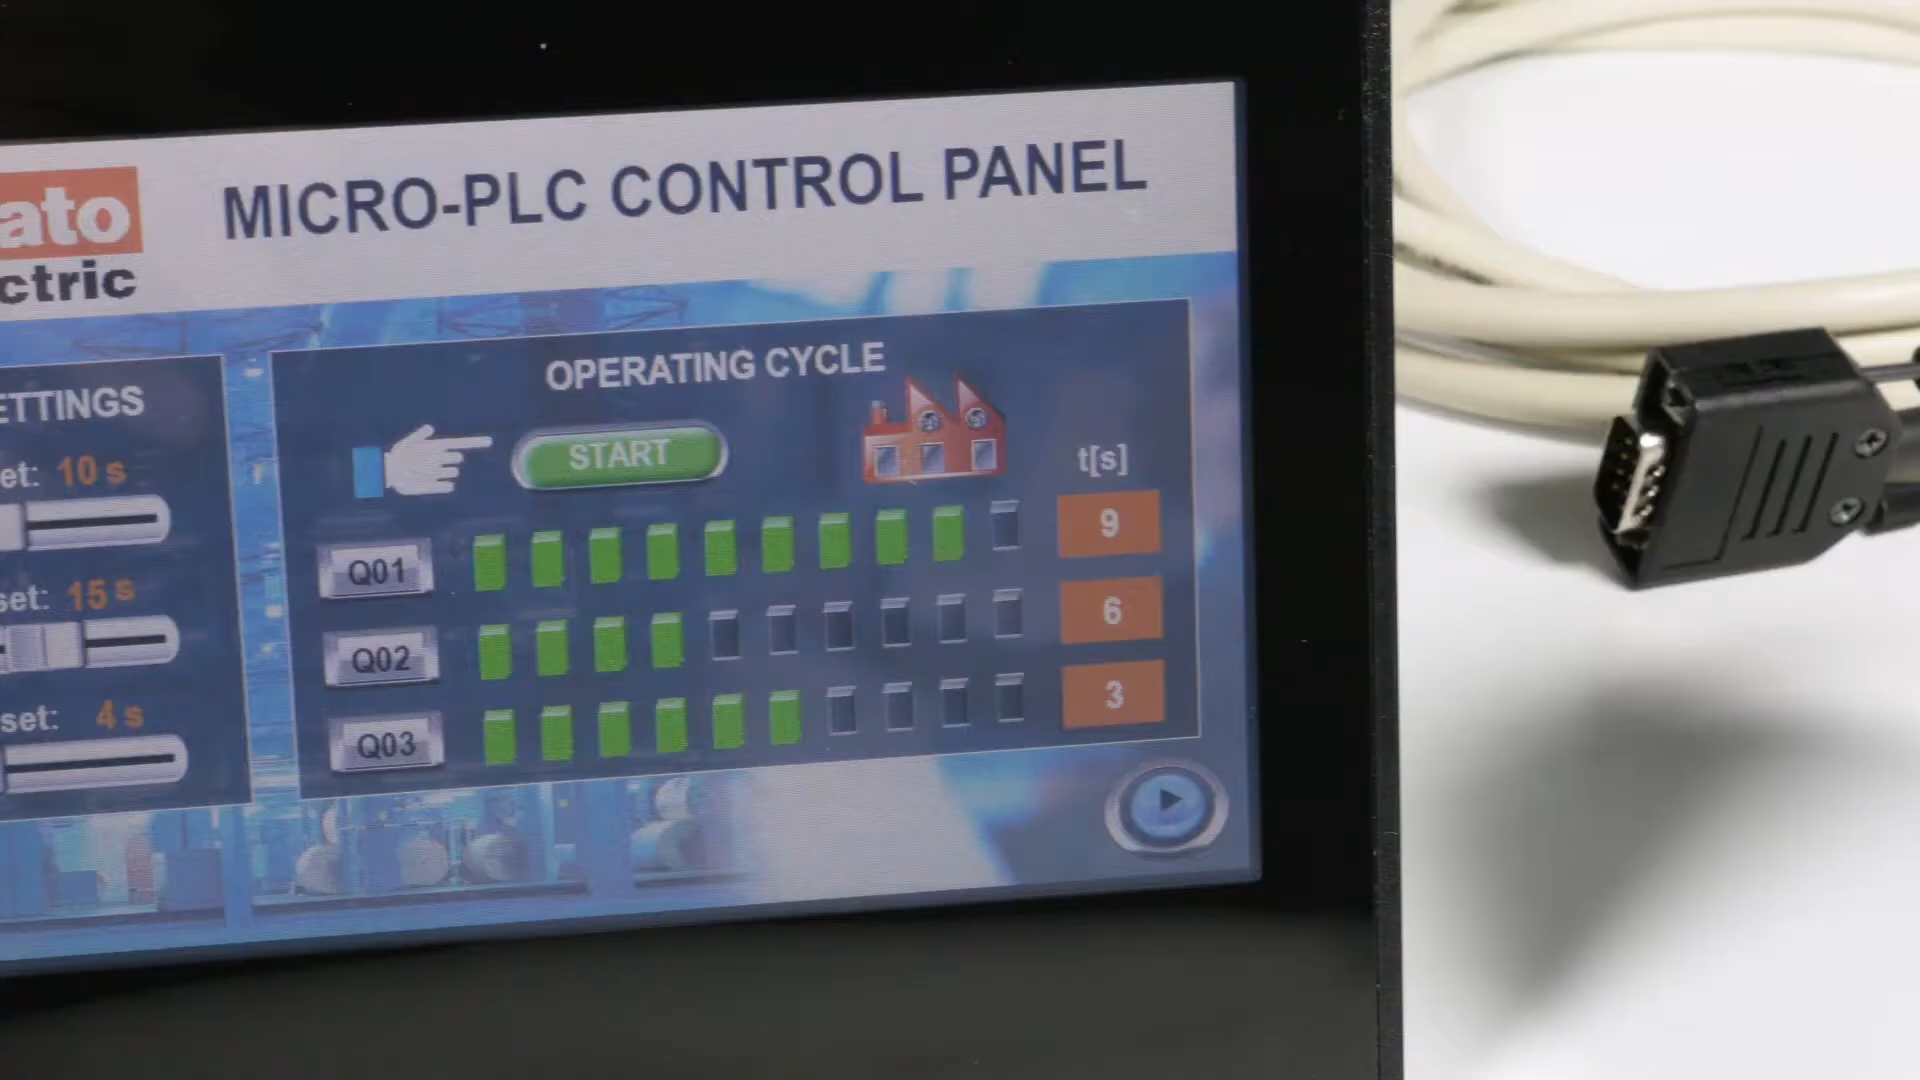 ato
ctric
MICRO-PLC CONTROL PANEL
ETTINGS
et: 10 s
set: 15 s
set: 4 s
OPERATING CYCLE
START
t[s]
Q01 9
Q02 6
Q03 3